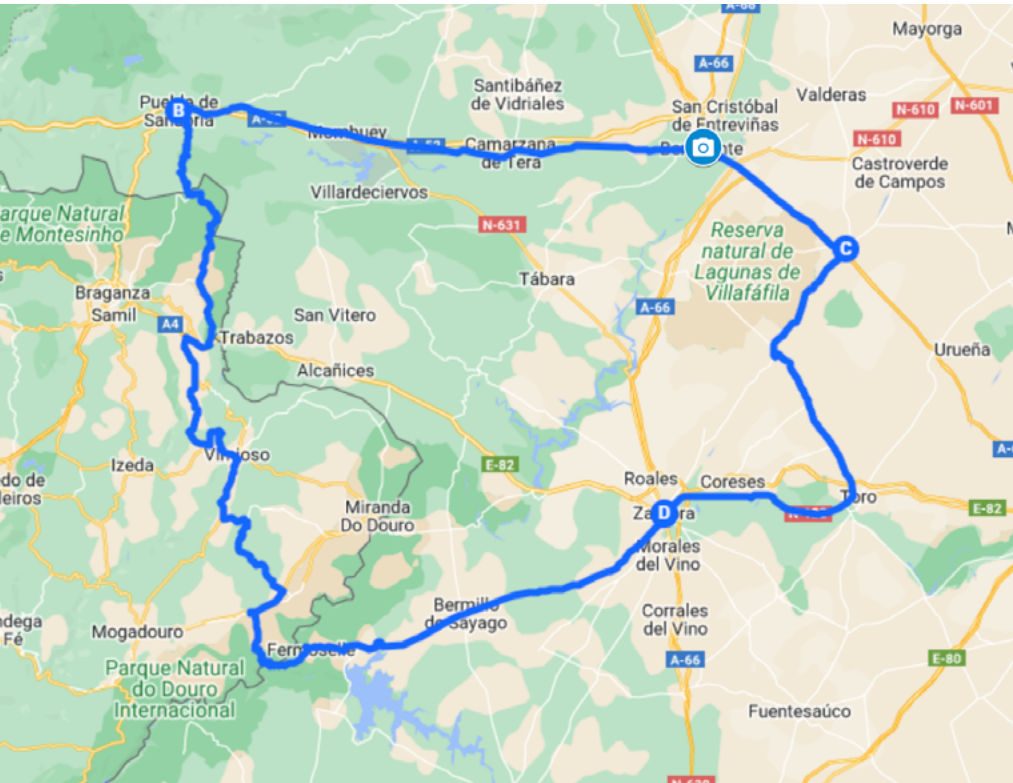 A-66
Mayorga
A-66
Santibáñez
de Vidriales
Valderas
San Cristóbal
de Entreviñas
N-610
N-601
B
Mombuey
Camarzana
de Tera
N-610
Castroverde
de Campos
Villardeciervos
Parque Natural
de Montesinho
N-631
Reserva
natural de
Lagunas de
Villafáfila
C
Tábara
Braganza
Samil
A-66
San Vitero
A4
Trabazos
Urueña
Alcañices
Izeda
E-82
Roales
Coreses
Toro
Miranda
Do Douro
D
E-82
Morales
del Vino
Bermillo
de Sayago
Corrales
del Vino
Mogadouro
Fermoselle
A-66
E-80
Parque Natural
do Douro
Internacional
Fuentesaúco